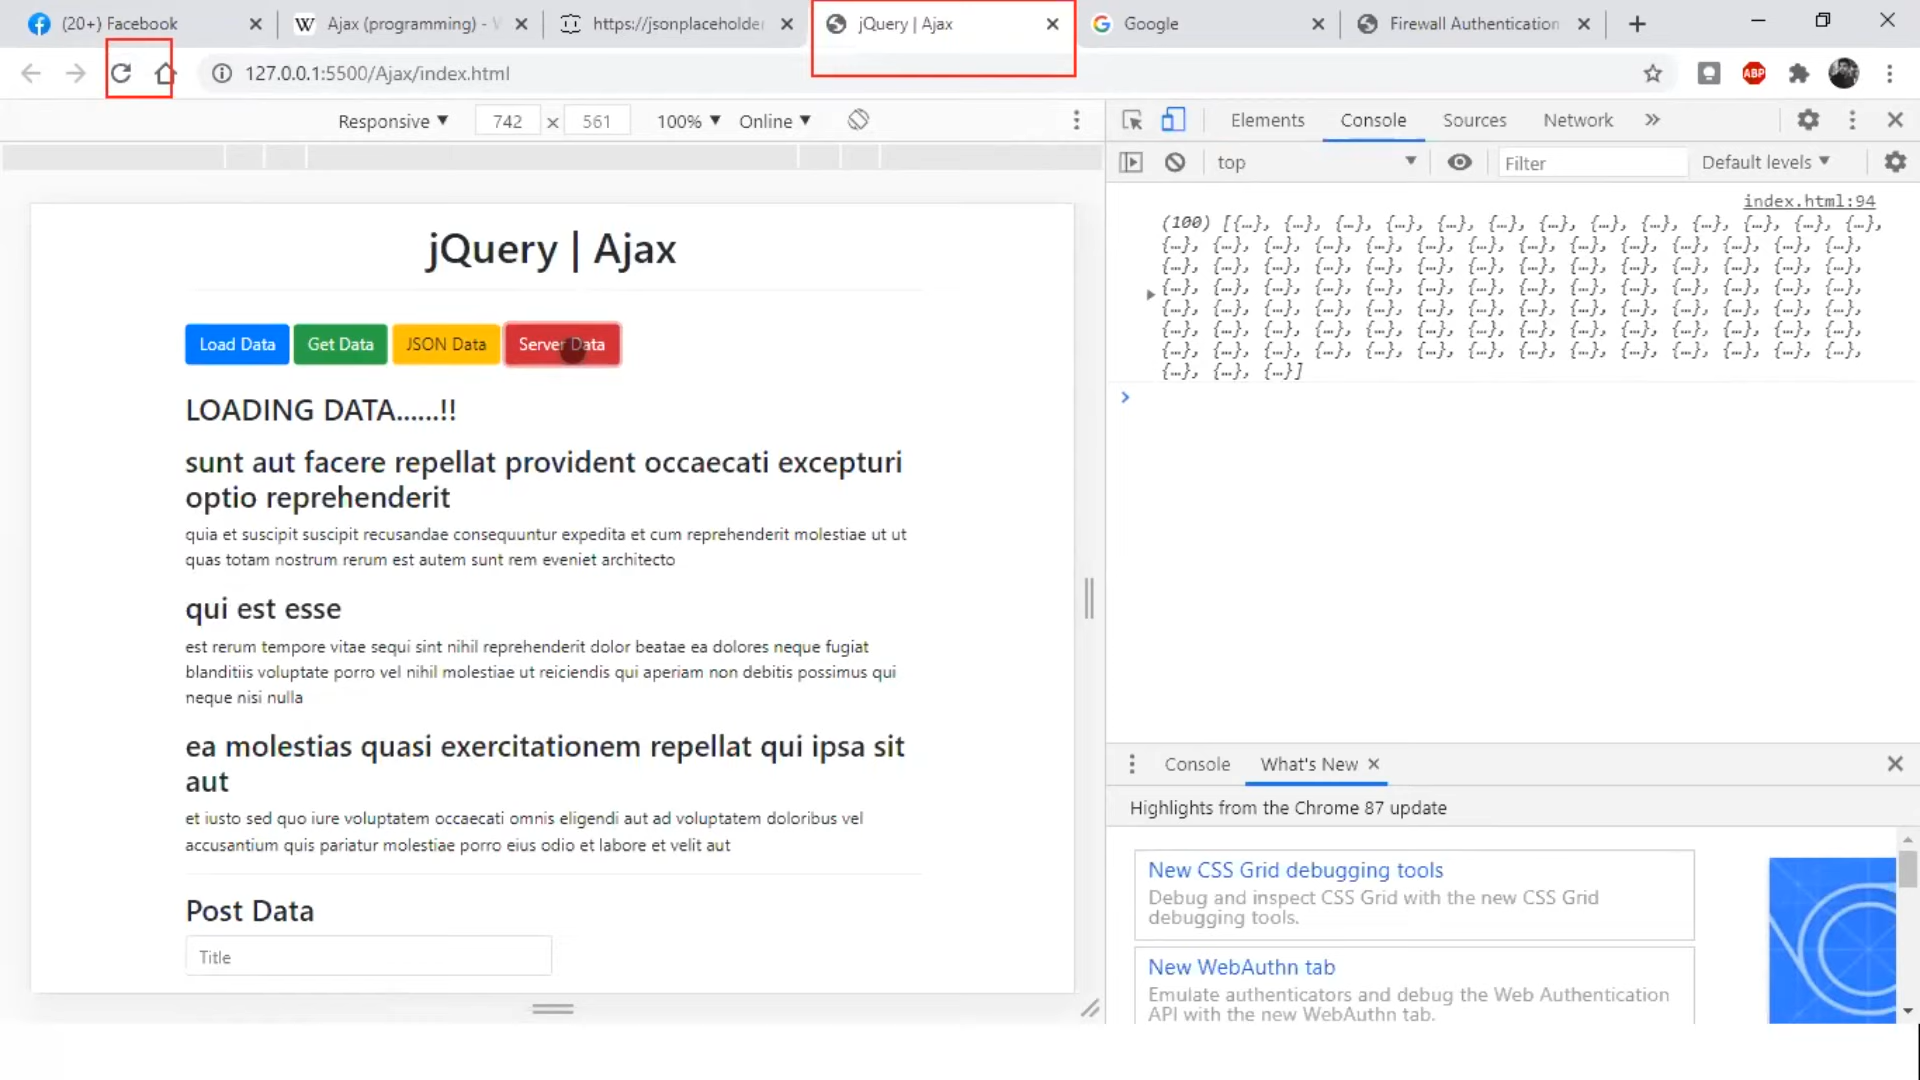 (20+) Facebook
Ajax (programming) -
https://jsonplaceholder
jQuery | Ajax
Google
Firewall Authentication
127.0.0.1:5500/Ajax/index.html
ABP
Responsive ▼ 742 × 561 100% ▼ Online ▼
Elements Console Sources Network »
top ▼ Filter Default levels ▼
index.html:94
(100) [{…}, {…}, {…}, {…}, {…}, {…}, {…}, {…}, {…}, {…}, {…}, {…}, {…},
{…}, {…}, {…}, {…}, {…}, {…}, {…}, {…}, {…}, {…}, {…}, {…}, {…}, {…},
{…}, {…}, {…}, {…}, {…}, {…}, {…}, {…}, {…}, {…}, {…}, {…}, {…}, {…},
{…}, {…}, {…}, {…}, {…}, {…}, {…}, {…}, {…}, {…}, {…}, {…}, {…}, {…},
{…}, {…}, {…}, {…}, {…}, {…}, {…}, {…}, {…}, {…}, {…}, {…}, {…}, {…},
{…}, {…}, {…}, {…}, {…}, {…}, {…}, {…}, {…}, {…}, {…}, {…}, {…}, {…},
{…}, {…}, {…}, {…}, {…}, {…}, {…}, {…}, {…}, {…}, {…}, {…}, {…}, {…},
{…}, {…}, {…}]
jQuery | Ajax
Load Data Get Data JSON Data Server Data
LOADING DATA......!!
sunt aut facere repellat provident occaecati excepturi
optio reprehenderit
quia et suscipit suscipit recusandae consequuntur expedita et cum reprehenderit molestiae ut ut
quas totam nostrum rerum est autem sunt rem eveniet architecto
qui est esse
est rerum tempore vitae sequi sint nihil reprehenderit dolor beatae ea dolores neque fugiat
blanditiis voluptate porro vel nihil molestiae ut reiciendis qui aperiam non debitis possimus qui
neque nisi nulla
ea molestias quasi exercitationem repellat qui ipsa sit
aut
et iusto sed quo iure voluptatem occaecati omnis eligendi aut ad voluptatem doloribus vel
accusantium quis pariatur molestiae porro eius odio et labore et velit aut
Post Data
Title
Console What's New
Highlights from the Chrome 87 update
New CSS Grid debugging tools
Debug and inspect CSS Grid with the new CSS Grid
debugging tools.
New WebAuthn tab
Emulate authenticators and debug the Web Authentication
API with the new WebAuthn tab.